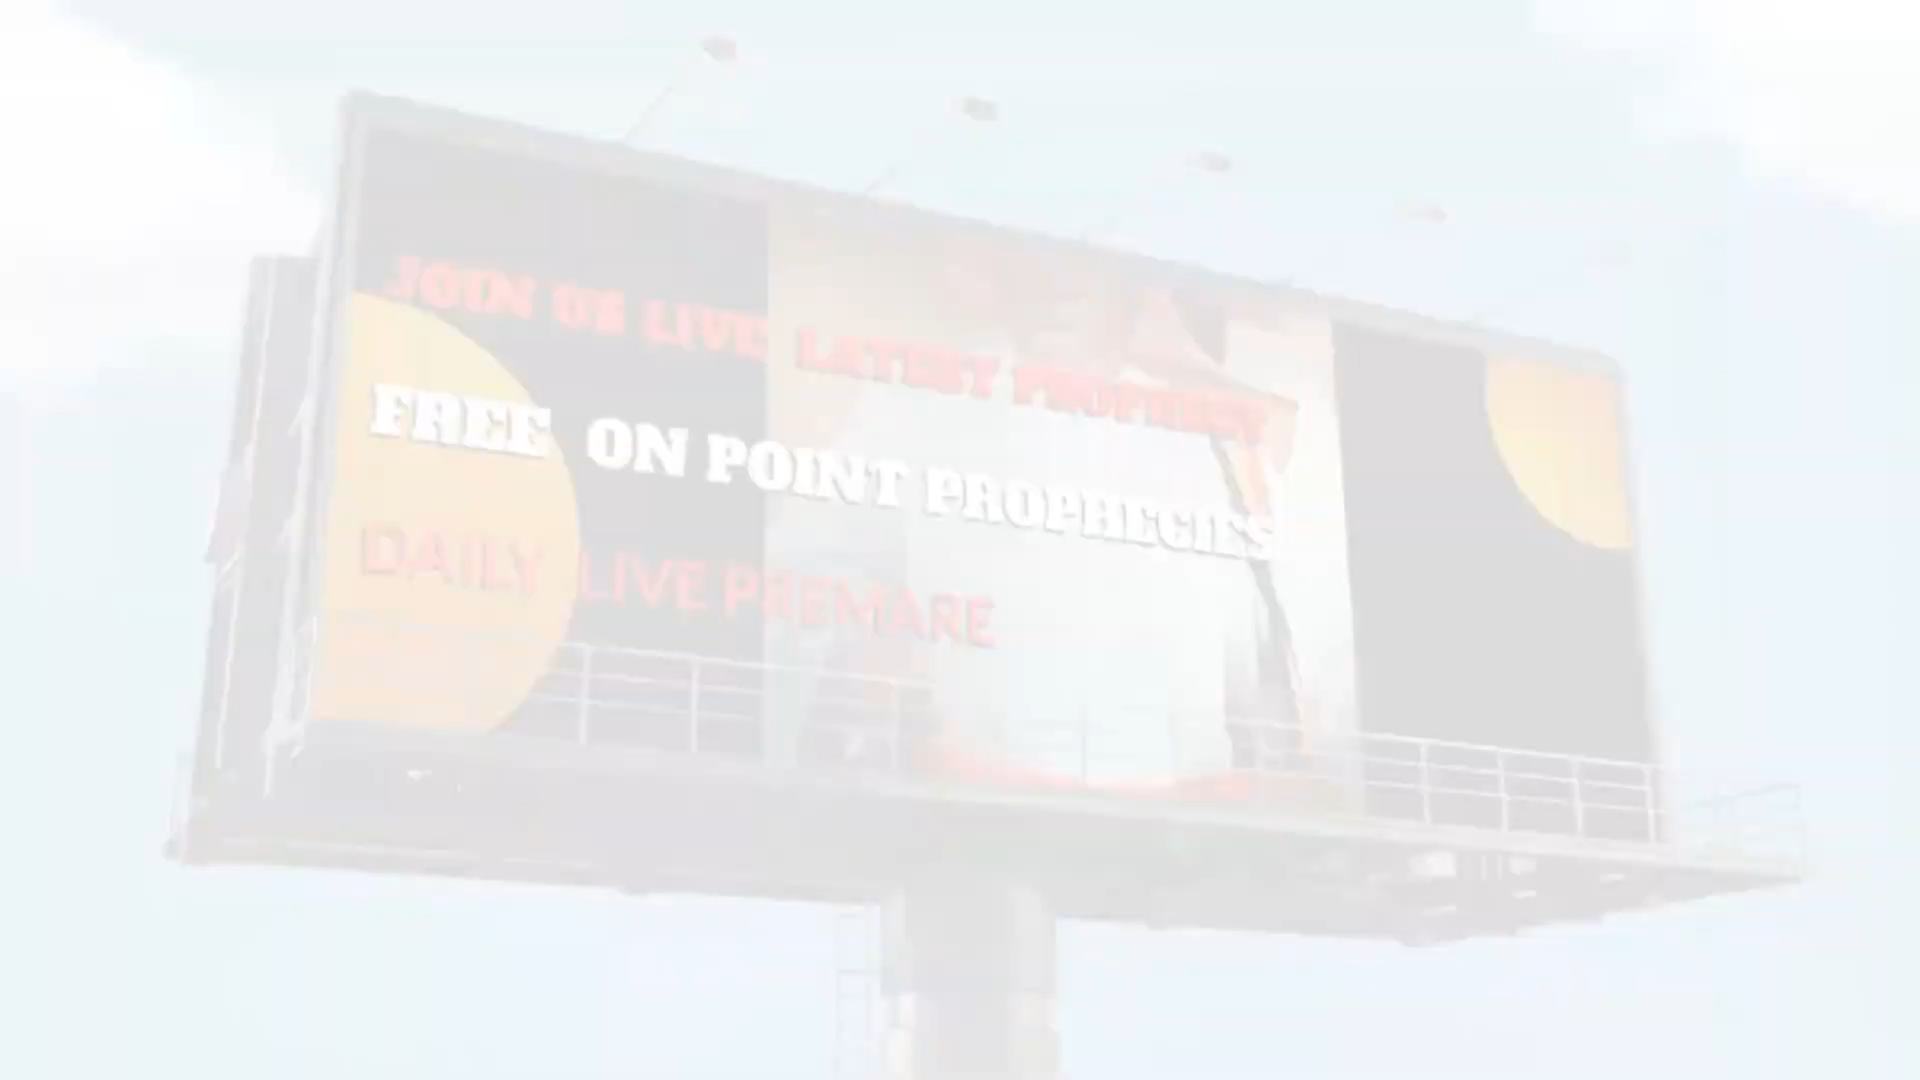 JOIN US LIVE LATEST PROPHECY
FREE ON POINT PROPHECIES
DAILY LIVE PREMARE